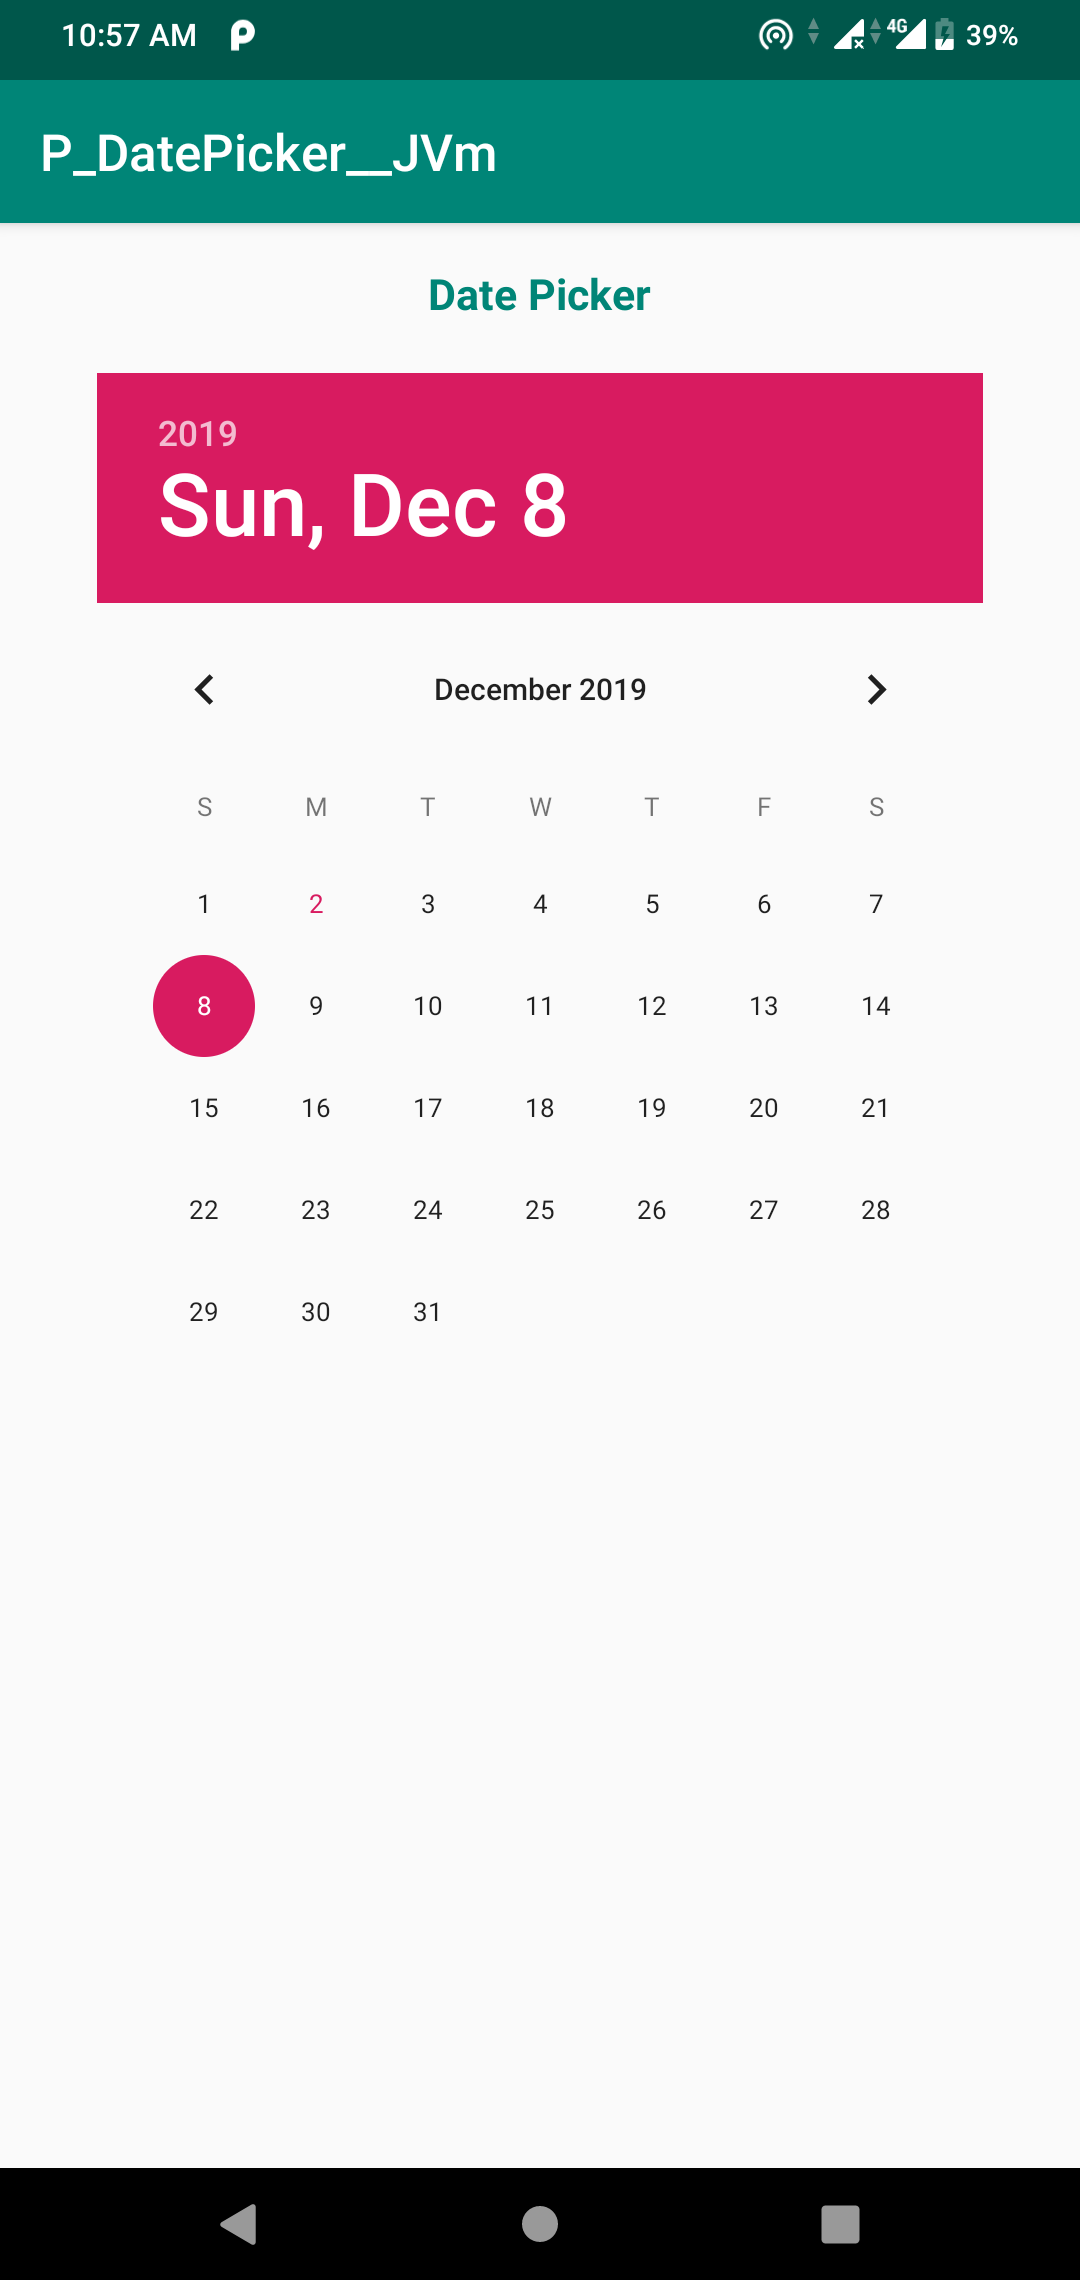 10:57 AM 4G 39%
P_DatePicker__JVm
Date Picker
2019
Sun, Dec 8
December 2019
S M T W T F S
1 2 3 4 5 6 7
8 9 10 11 12 13 14
15 16 17 18 19 20 21
22 23 24 25 26 27 28
29 30 31